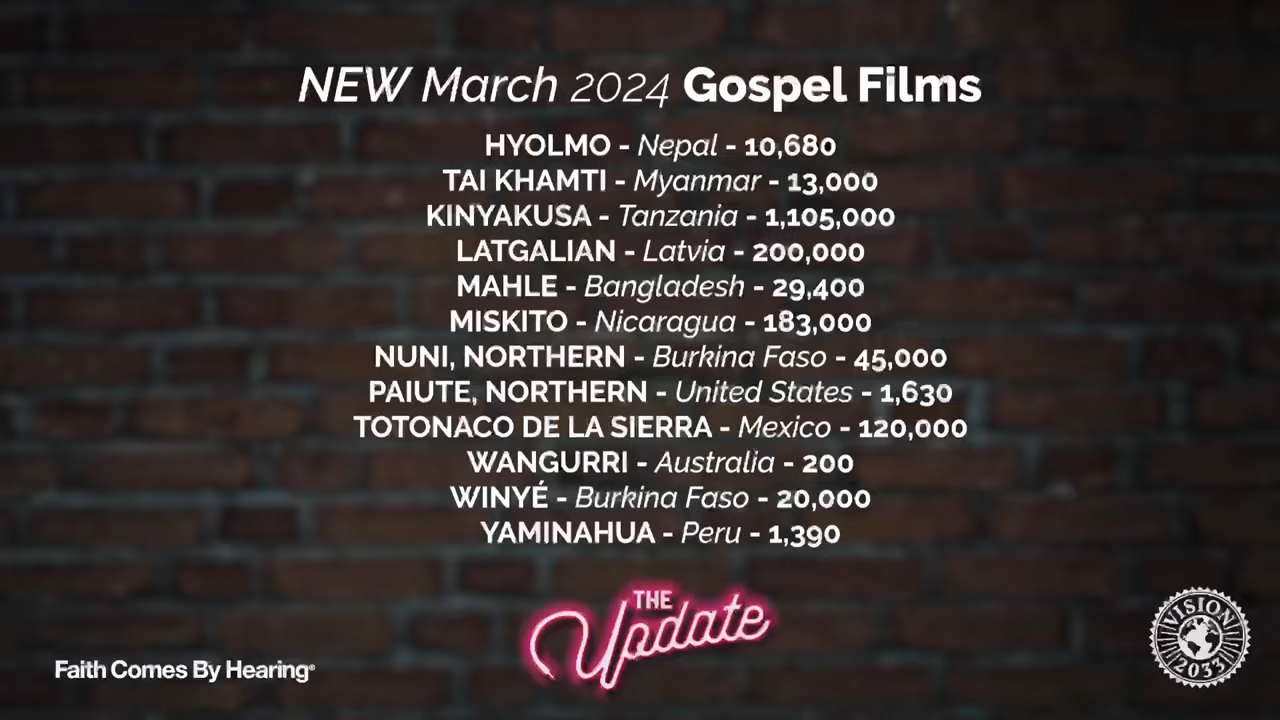 NEW March 2024 Gospel Films
HYOLMO - Nepal - 10,680
TAI KHAMTI - Myanmar - 13,000
KINYAKUSA - Tanzania - 1,105,000
LATGALIAN - Latvia - 200,000
MAHLE - Bangladesh - 29,400
MISKITO - Nicaragua - 183,000
NUNI, NORTHERN - Burkina Faso - 45,000
PAIUTE, NORTHERN - United States - 1,630
TOTONACO DE LA SIERRA - Mexico - 120,000
WANGURRI - Australia - 200
WINYÉ - Burkina Faso - 20,000
YAMINAHUA - Peru - 1,390
THE
Update
Faith Comes By Hearing®
VISION
2033